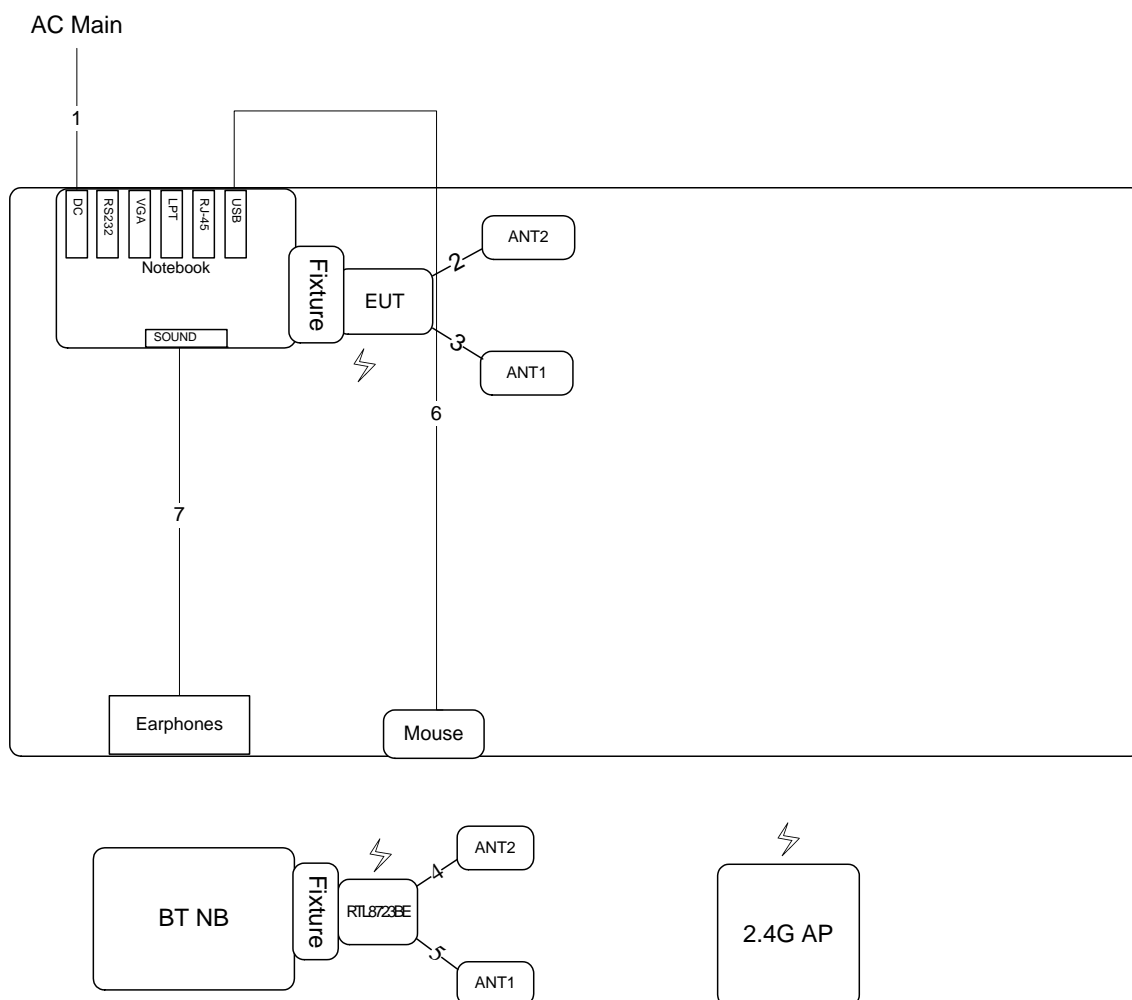 AC Main
1
DC
RS232
VGA
LPT
RJ-45
USB
Notebook
SOUND
Fixture
EUT
2
ANT2
3
ANT1
6
7
Earphones
Mouse
BT NB
Fixture
RTL8723BE
4
ANT2
5
ANT1
2.4G AP